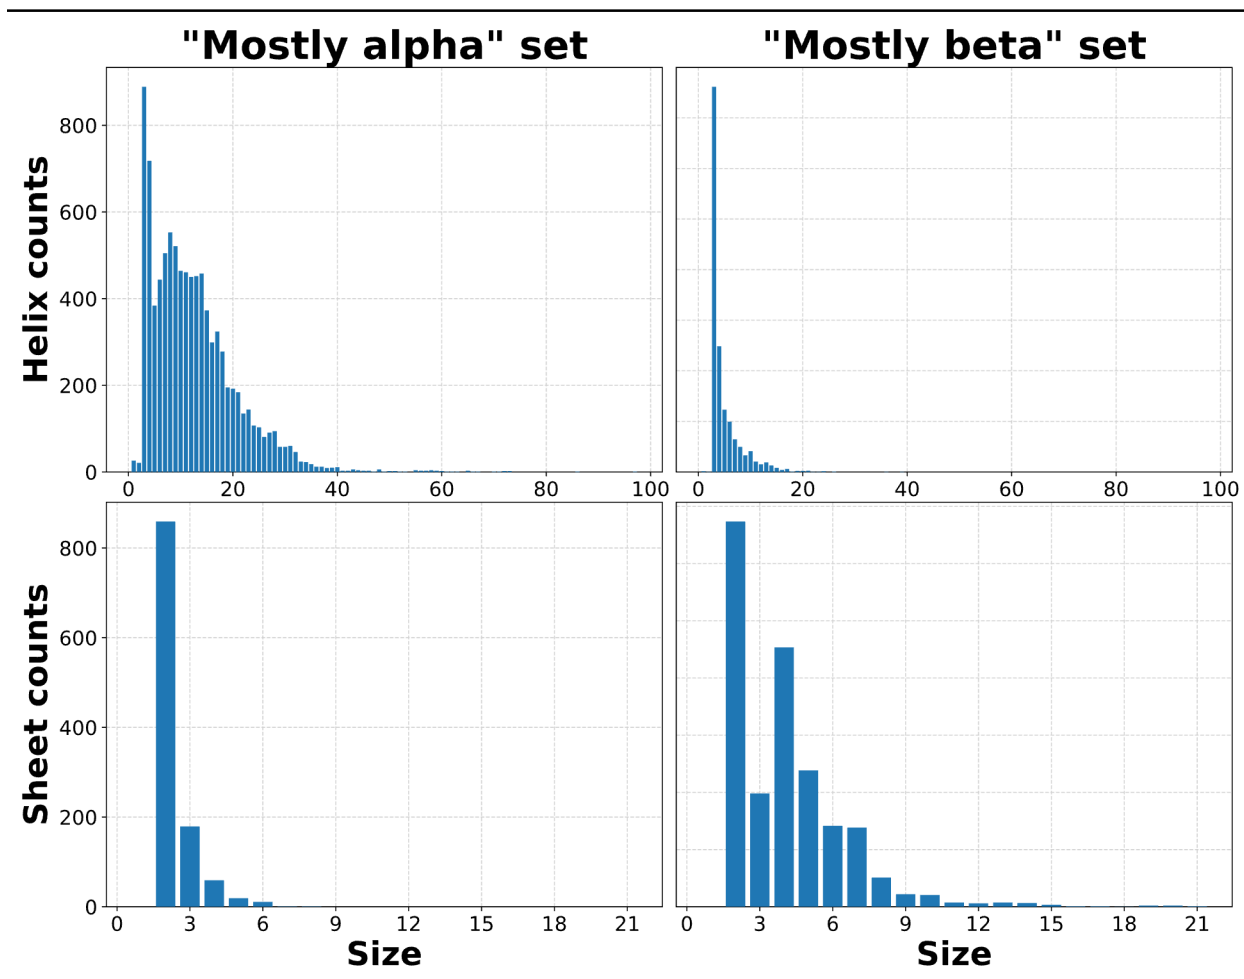 "Mostly alpha" set
"Mostly beta" set
Helix counts
800
600
400
200
0
0 20 40 60 80 100
0 20 40 60 80 100
Sheet counts
800
600
400
200
0
0 3 6 9 12 15 18 21
0 3 6 9 12 15 18 21
Size
Size